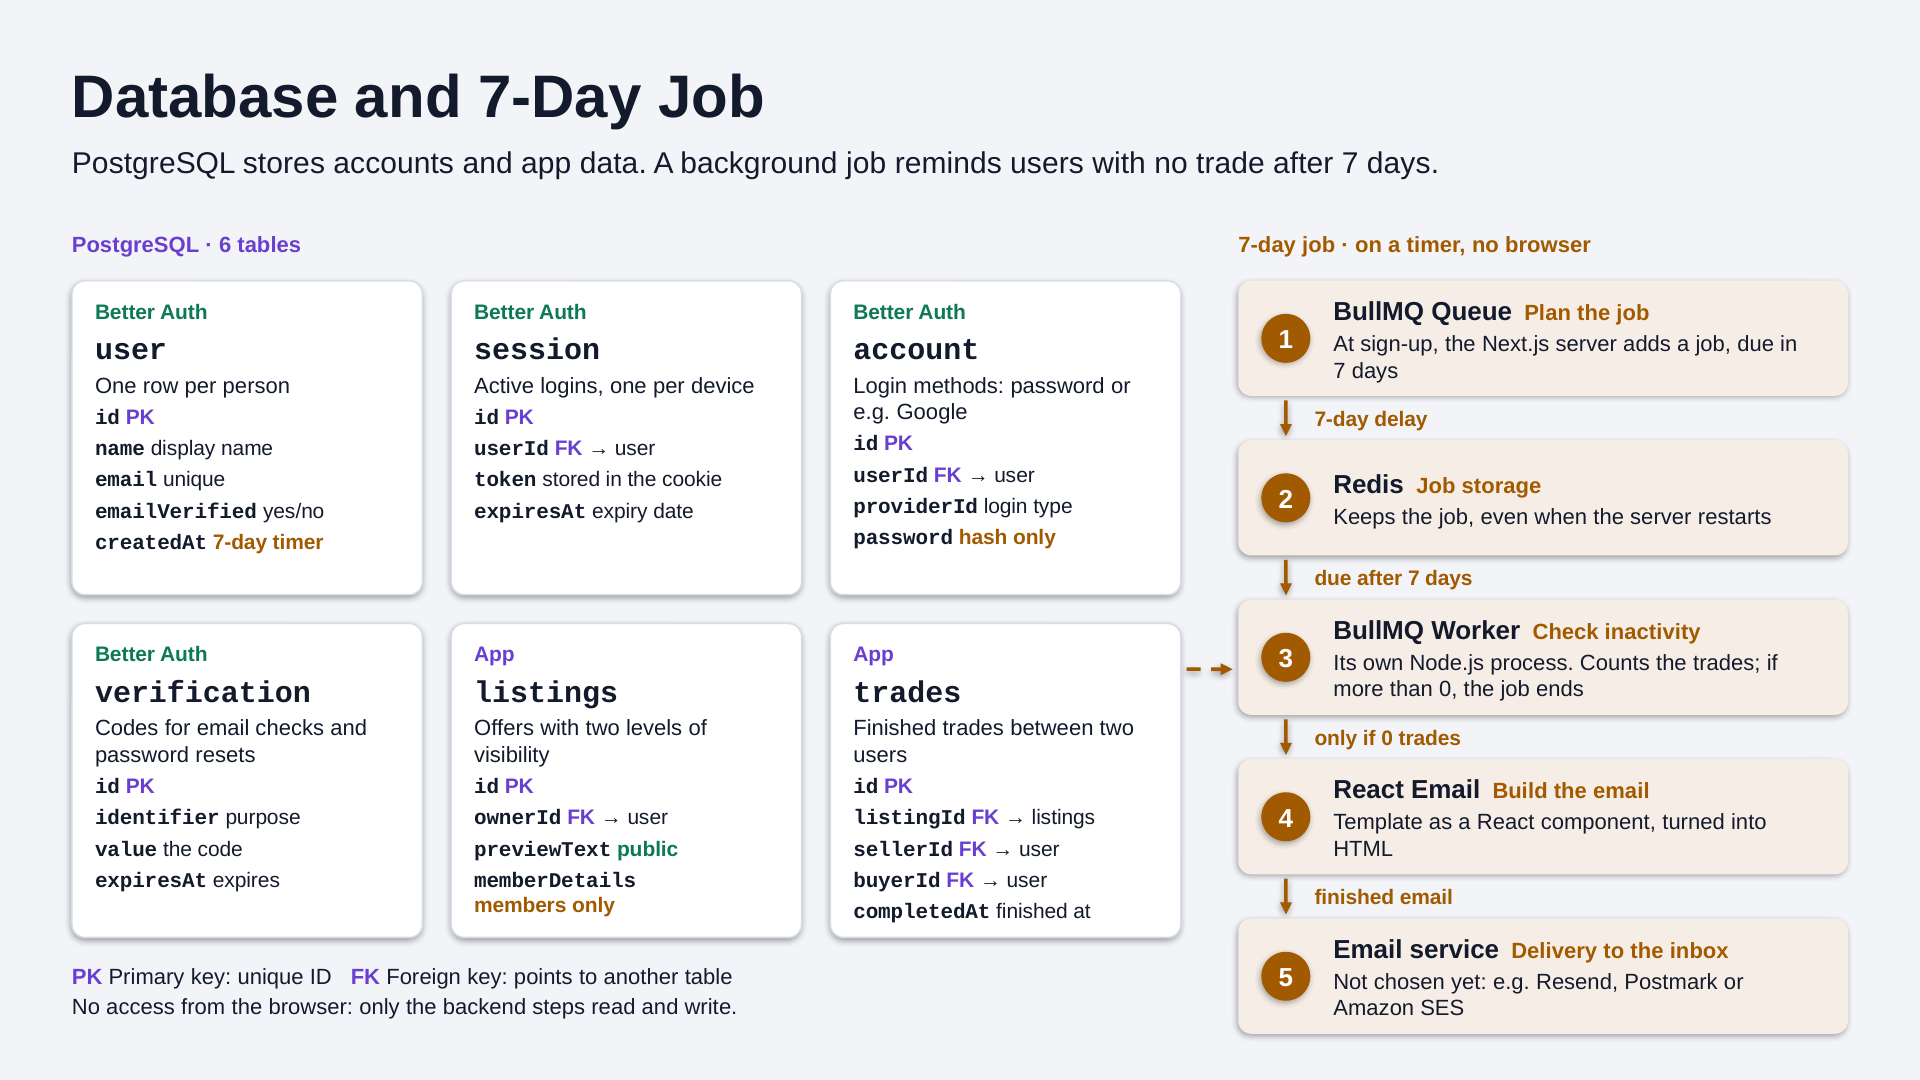 Database and 7-Day Job
PostgreSQL stores accounts and app data. A background job reminds users with no trade after 7 days.
PostgreSQL · 6 tables
Better Auth
user
One row per person
id PK
name display name
email unique
emailVerified yes/no
createdAt 7-day timer
Better Auth
session
Active logins, one per device
id PK
userId FK → user
token stored in the cookie
expiresAt expiry date
Better Auth
account
Login methods: password or
e.g. Google
id PK
userId FK → user
providerId login type
password hash only
Better Auth
verification
Codes for email checks and
password resets
id PK
identifier purpose
value the code
expiresAt expires
App
listings
Offers with two levels of
visibility
id PK
ownerId FK → user
previewText public
memberDetails
members only
App
trades
Finished trades between two
users
id PK
listingId FK → listings
sellerId FK → user
buyerId FK → user
completedAt finished at
PK Primary key: unique ID FK Foreign key: points to another table
No access from the browser: only the backend steps read and write.
7-day job · on a timer, no browser
1
BullMQ Queue Plan the job
At sign-up, the Next.js server adds a job, due in
7 days
7-day delay
2
Redis Job storage
Keeps the job, even when the server restarts
due after 7 days
3
BullMQ Worker Check inactivity
Its own Node.js process. Counts the trades; if
more than 0, the job ends
only if 0 trades
4
React Email Build the email
Template as a React component, turned into
HTML
finished email
5
Email service Delivery to the inbox
Not chosen yet: e.g. Resend, Postmark or
Amazon SES